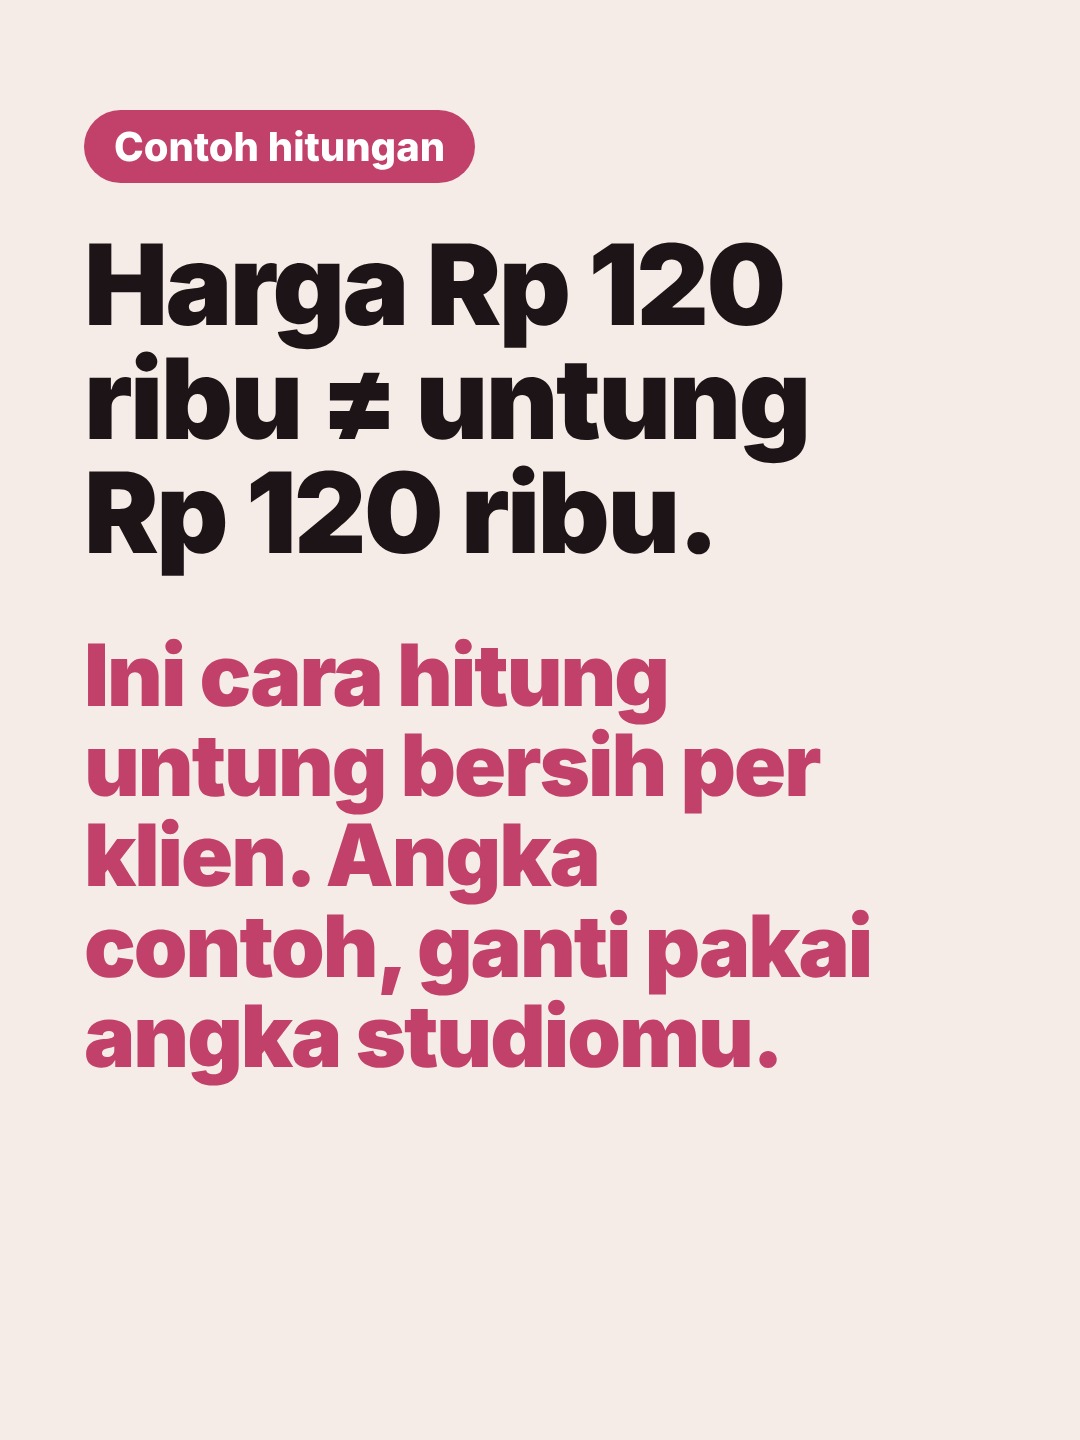 Contoh hitungan
Harga Rp 120
ribu ≠ untung
Rp 120 ribu.
Ini cara hitung
untung bersih per
klien. Angka
contoh, ganti pakai
angka studiomu.